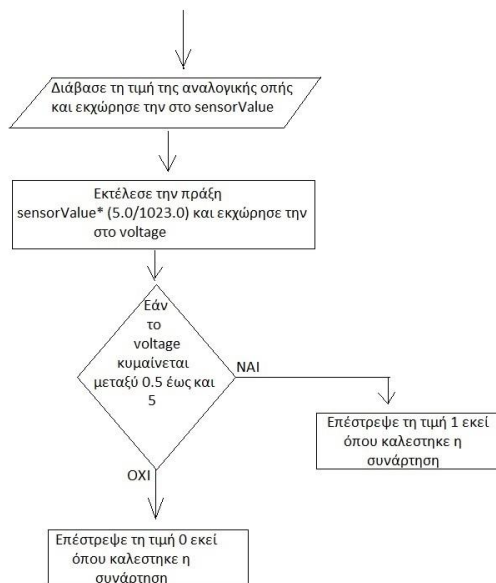 Διάβασε τη τιμή της αναλογικής οπής
και εκχώρησε την στο sensorValue
Εκτέλεσε την πράξη
sensorValue* (5.0/1023.0) και εκχώρησε την
στο voltage
Εάν
το
voltage
κυμαίνεται
μεταξύ 0.5 έως και
5
ΝΑΙ
Επέστρεψε τη τιμή 1 εκεί
όπου καλεστηκε η
συνάρτηση
ΟΧΙ
Επέστρεψε τη τιμή 0 εκεί
όπου καλεστηκε η
συνάρτηση